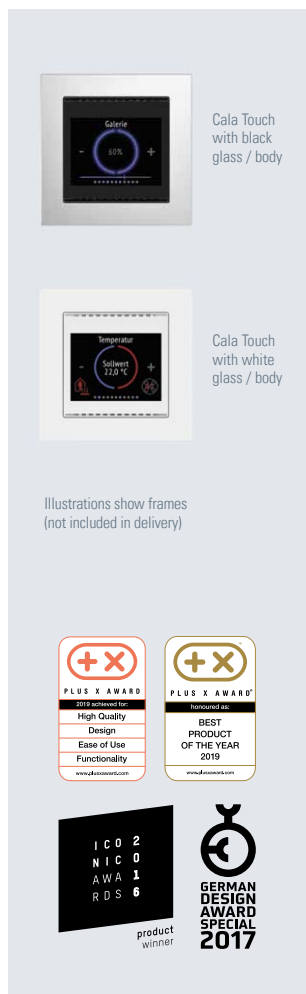 Galerie
- 60% +
Cala Touch
with black
glass / body
Temperatur
Sollwert
- 22,0 °C +
Cala Touch
with white
glass / body
Illustrations show frames
(not included in delivery)
PLUS X AWARD
2019 achieved for:
High Quality
Design
Ease of Use
Functionality
www.plusxaward.com
PLUS X AWARD®
honoured as:
BEST
PRODUCT
OF THE YEAR
2019
www.plusxaward.com
ICO 2
NIC 0
AWA 1
RDS 6
product
winner
GERMAN
DESIGN
AWARD
SPECIAL
2017